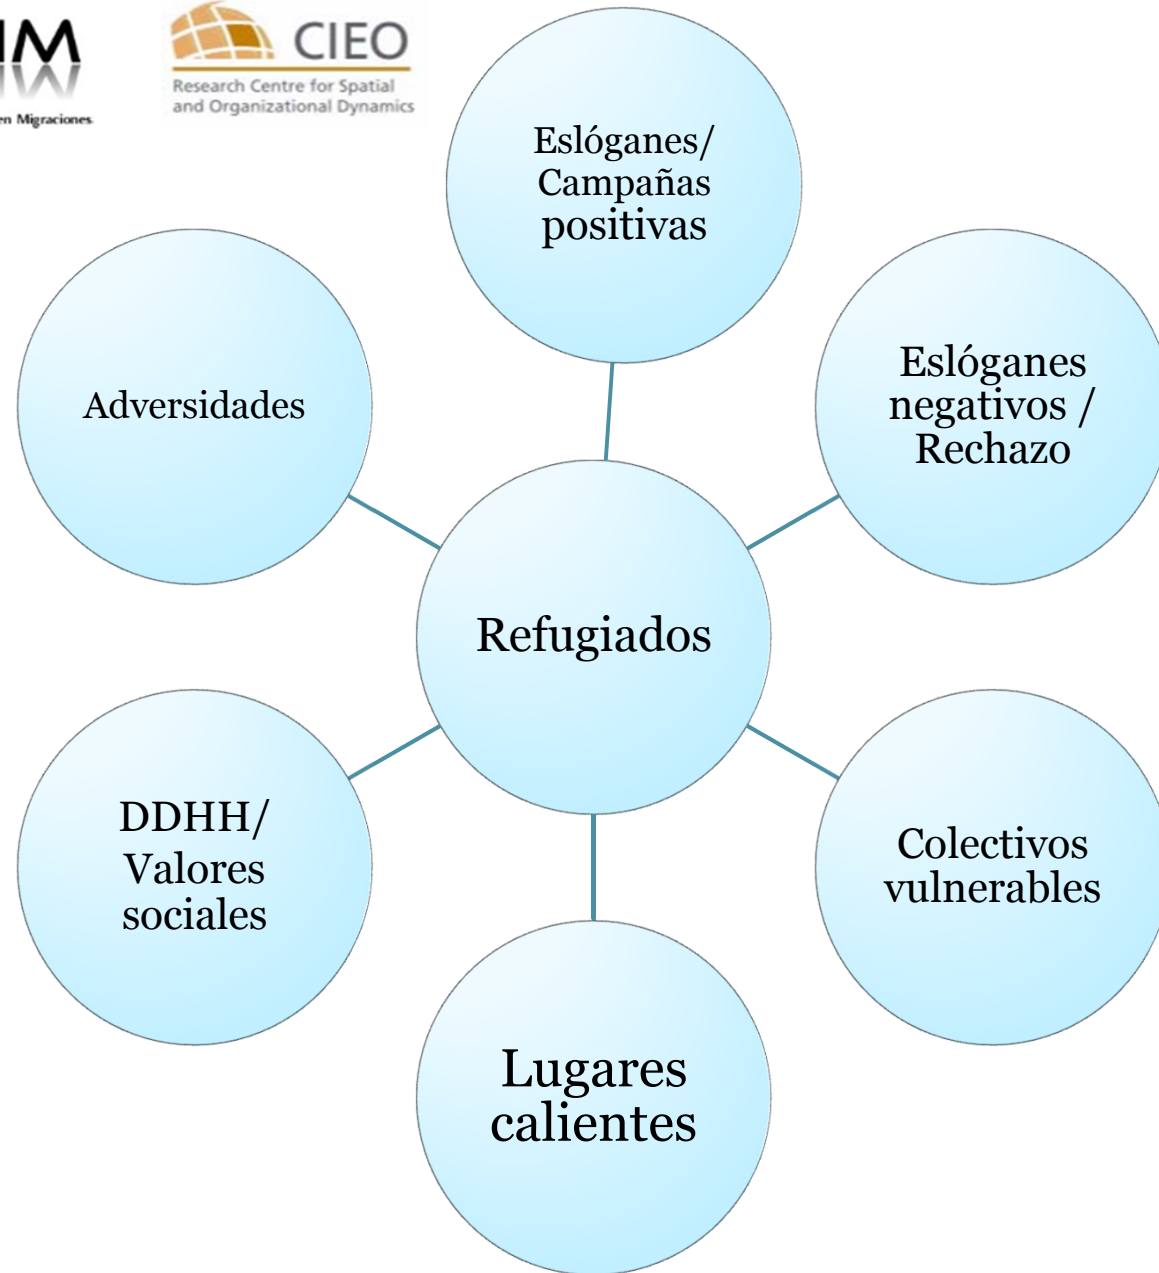 IM
en Migraciones
CIEO
Research Centre for Spatial
and Organizational Dynamics
Eslóganes/
Campañas
positivas
Adversidades
Eslóganes
negativos /
Rechazo
Refugiados
DDHH/
Valores
sociales
Colectivos
vulnerables
Lugares
calientes